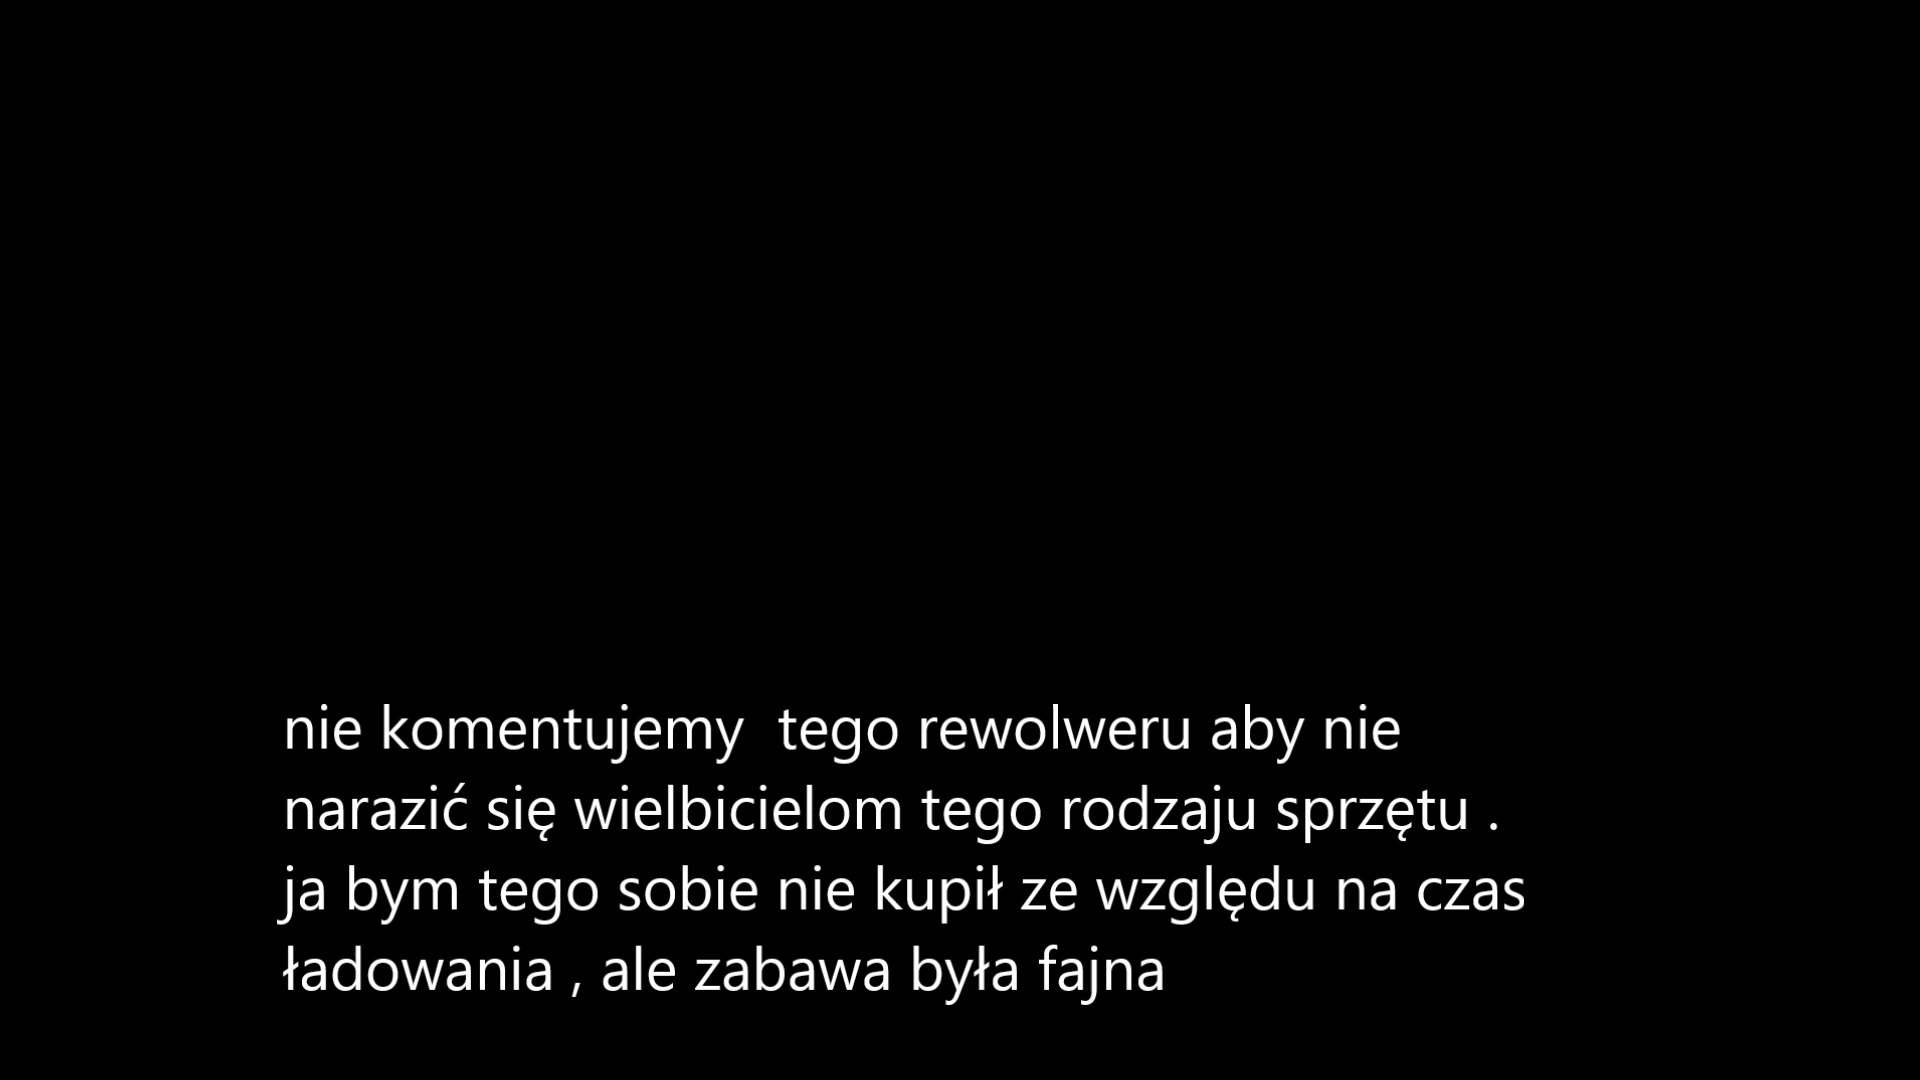 nie komentujemy  tego rewolweru aby nie
narazić się wielbicielom tego rodzaju sprzętu .
ja bym tego sobie nie kupił ze względu na czas
ładowania , ale zabawa była fajna